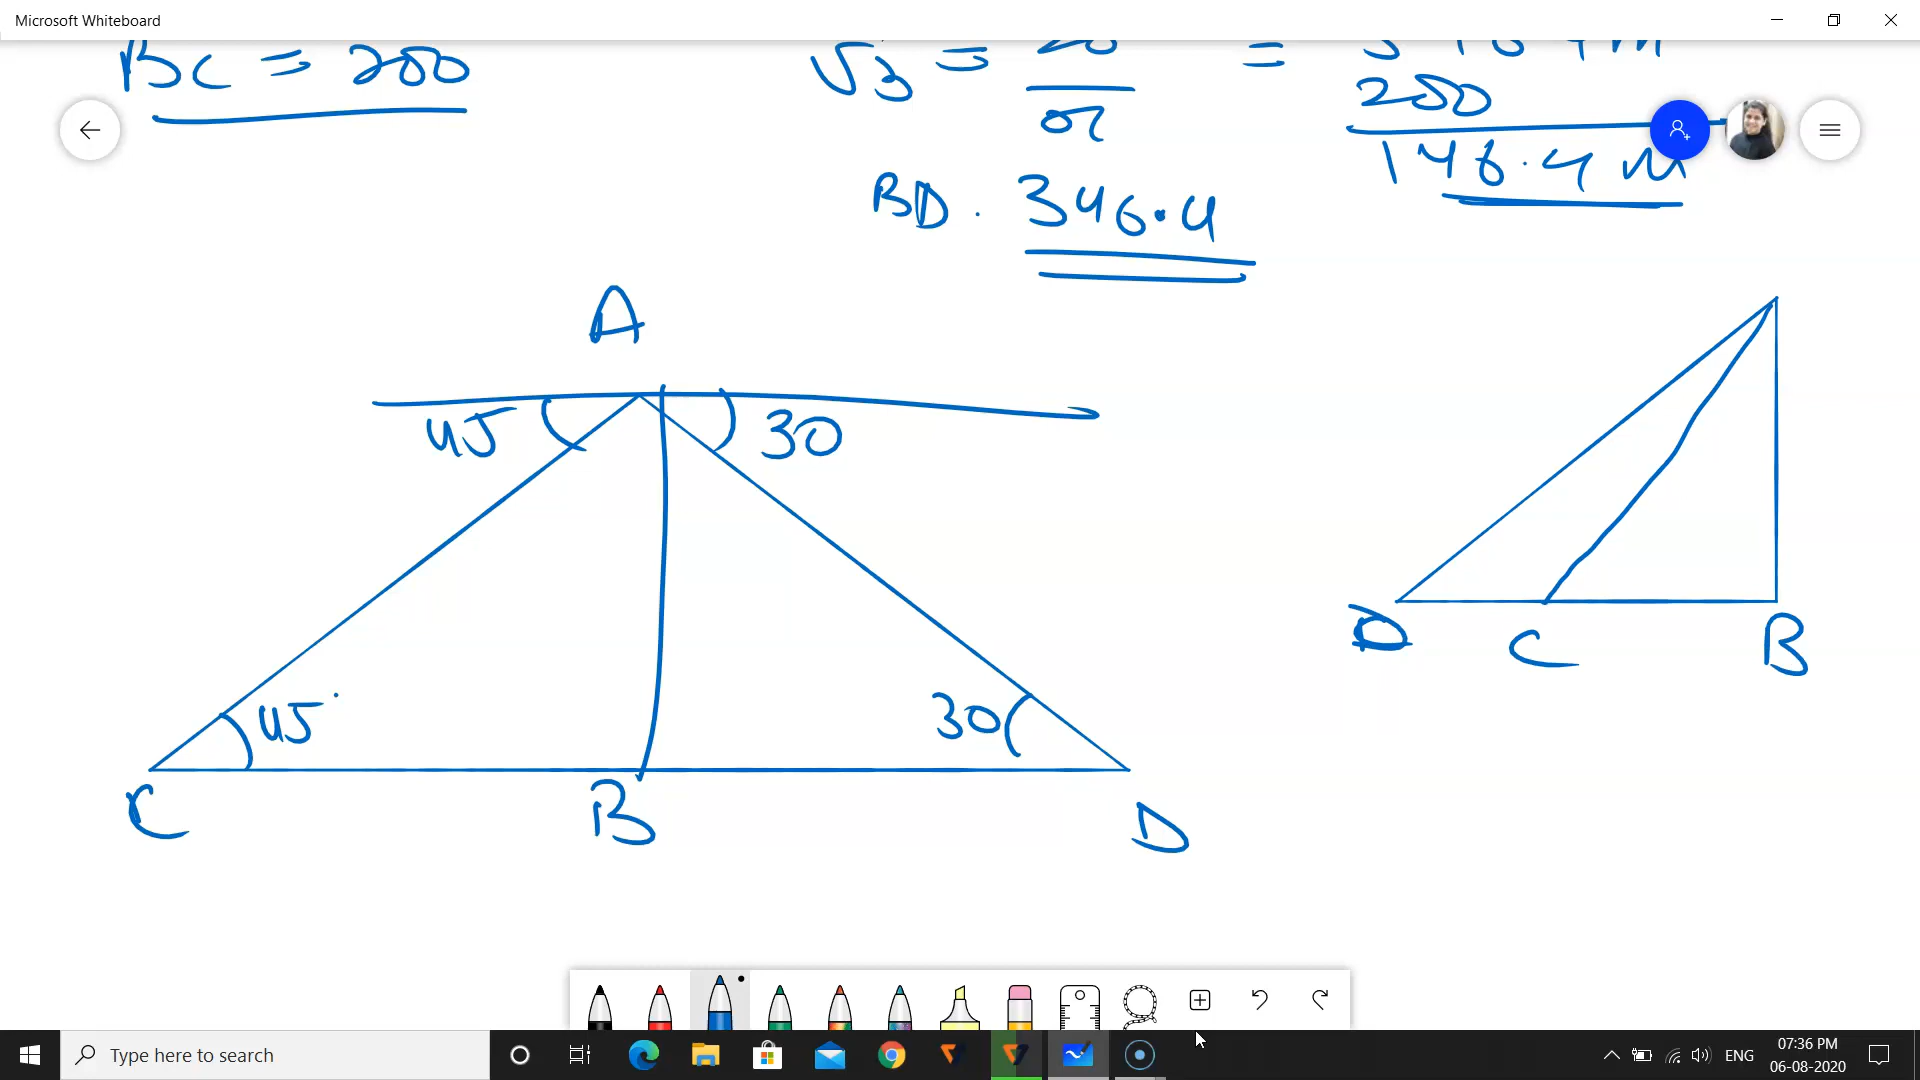 Microsoft Whiteboard
BC = 200
√3 =
=
200
146.4 m
BD. 346.4
A
45
30
45
30
C
B
D
D
C
B
Type here to search
ENG
07:36 PM
06-08-2020